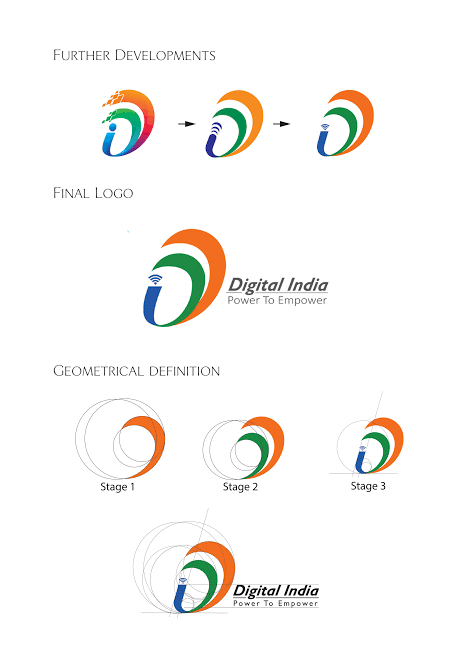 Further Developments
Final Logo
Digital India
Power To Empower
Geometrical definition
Stage 1
Stage 2
Stage 3
Digital India
Power To Empower